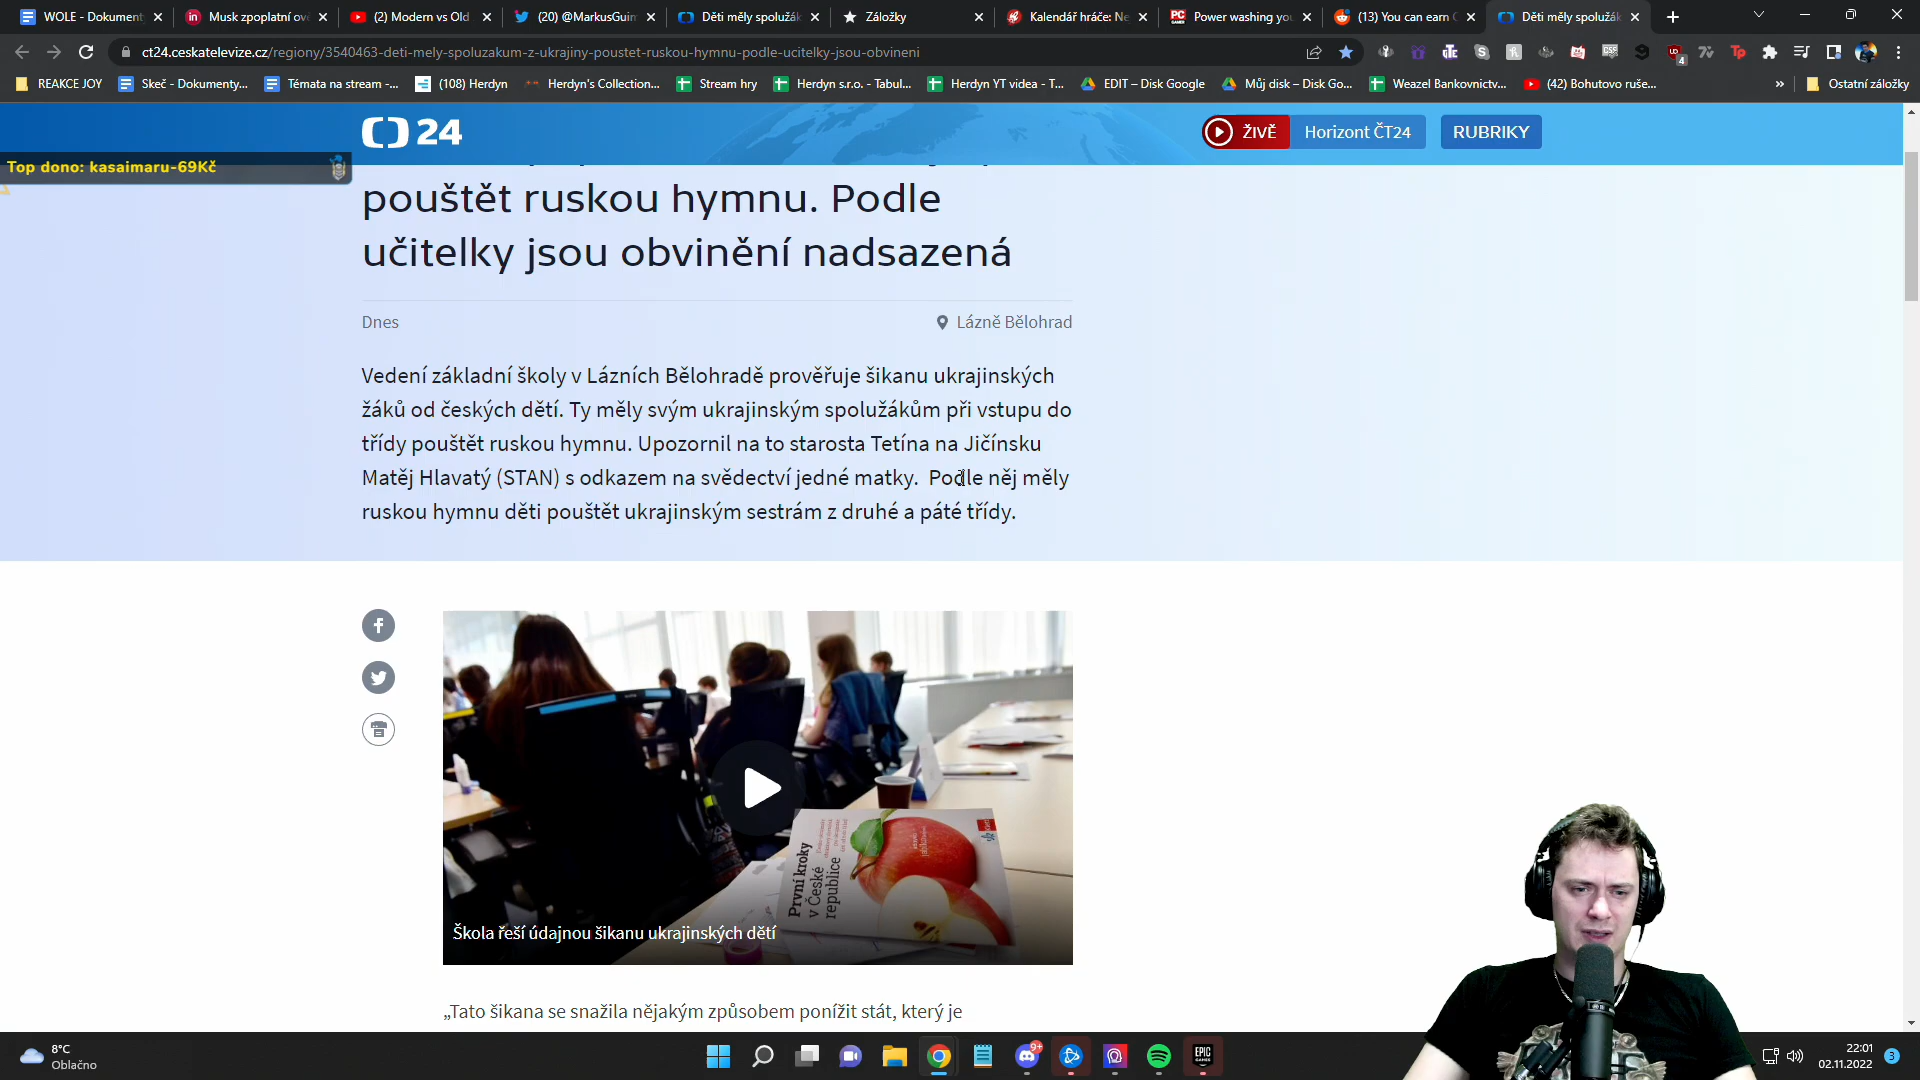 WOLE - Dokument
Musk zpoplatní ov
(2) Modern vs Old
(20) @MarkusGuin
Děti měly spolužák
Záložky
Kalendář hráče: Ne
Power washing you
(13) You can earn C
Děti měly spolužák
ct24.ceskatelevize.cz/regiony/3540463-deti-mely-spoluzakum-z-ukrajiny-poustet-ruskou-hymnu-podle-ucitelky-jsou-obvineni
REAKCE JOY
Skeč - Dokumenty...
Témata na stream -...
(108) Herdyn
Herdyn's Collection...
Stream hry
Herdyn s.r.o. - Tabul...
Herdyn YT videa - T...
EDIT – Disk Google
Můj disk – Disk Go...
Weazel Bankovnictv...
(42) Bohutovo ruše...
»
Ostatní záložky
24
ŽIVĚ
Horizont ČT24
RUBRIKY
Top dono: kasaimaru-69Kč
pouštět ruskou hymnu. Podle
učitelky jsou obvinění nadsazená
Dnes
Lázně Bělohrad
Vedení základní školy v Lázních Bělohradě prověřuje šikanu ukrajinských
žáků od českých dětí. Ty měly svým ukrajinským spolužákům při vstupu do
třídy pouštět ruskou hymnu. Upozornil na to starosta Tetína na Jičínsku
Matěj Hlavatý (STAN) s odkazem na svědectví jedné matky. Podle něj měly
ruskou hymnu děti pouštět ukrajinským sestrám z druhé a páté třídy.
První kroky
v České
republice
Škola řeší údajnou šikanu ukrajinských dětí
„Tato šikana se snažila nějakým způsobem ponížit stát, který je
8°C
Oblačno
9+
EPIC
GAMES
22:01
02.11.2022
3